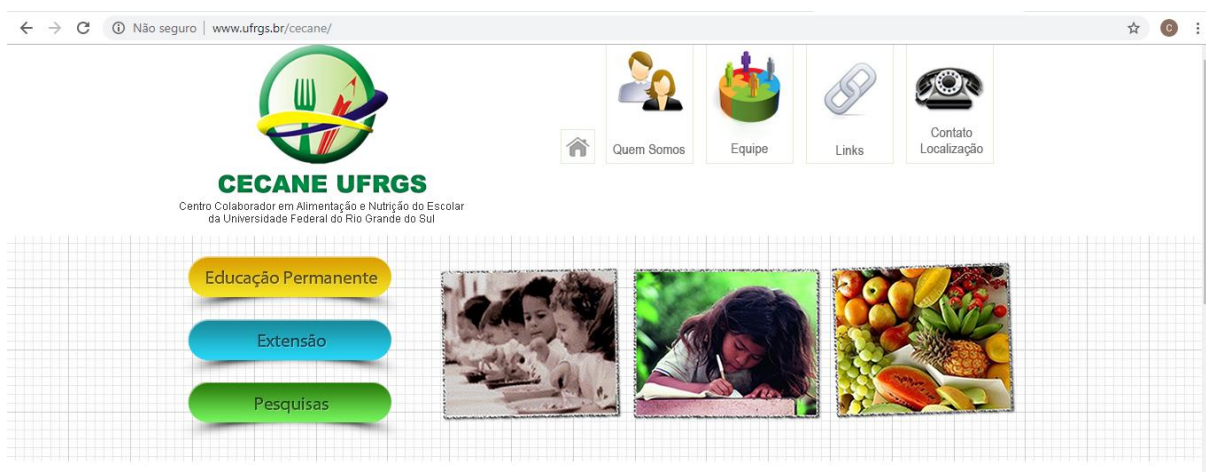 Não seguro | www.ufrgs.br/cecane/
C
Quem Somos
Equipe
Links
Contato
Localização
CECANE UFRGS
Centro Colaborador em Alimentação e Nutrição do Escolar
da Universidade Federal do Rio Grande do Sul
Educação Permanente
Extensão
Pesquisas